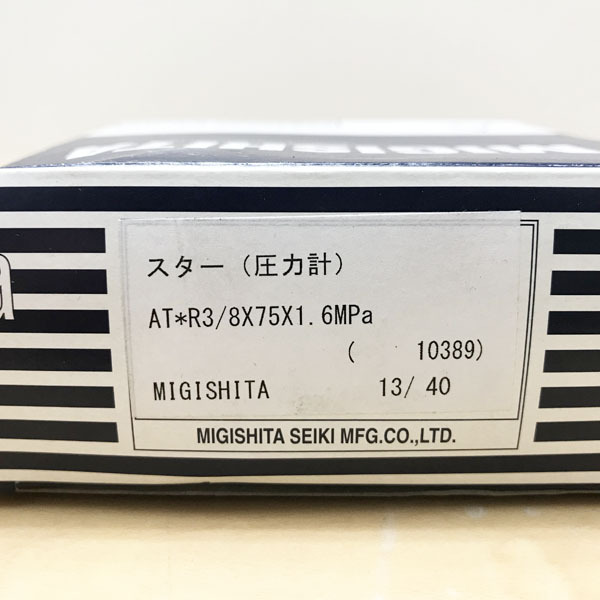 スター（圧力計）
AT*R3/8X75X1.6MPa
( 10389)
MIGISHITA 13/ 40
MIGISHITA SEIKI MFG.CO.,LTD.